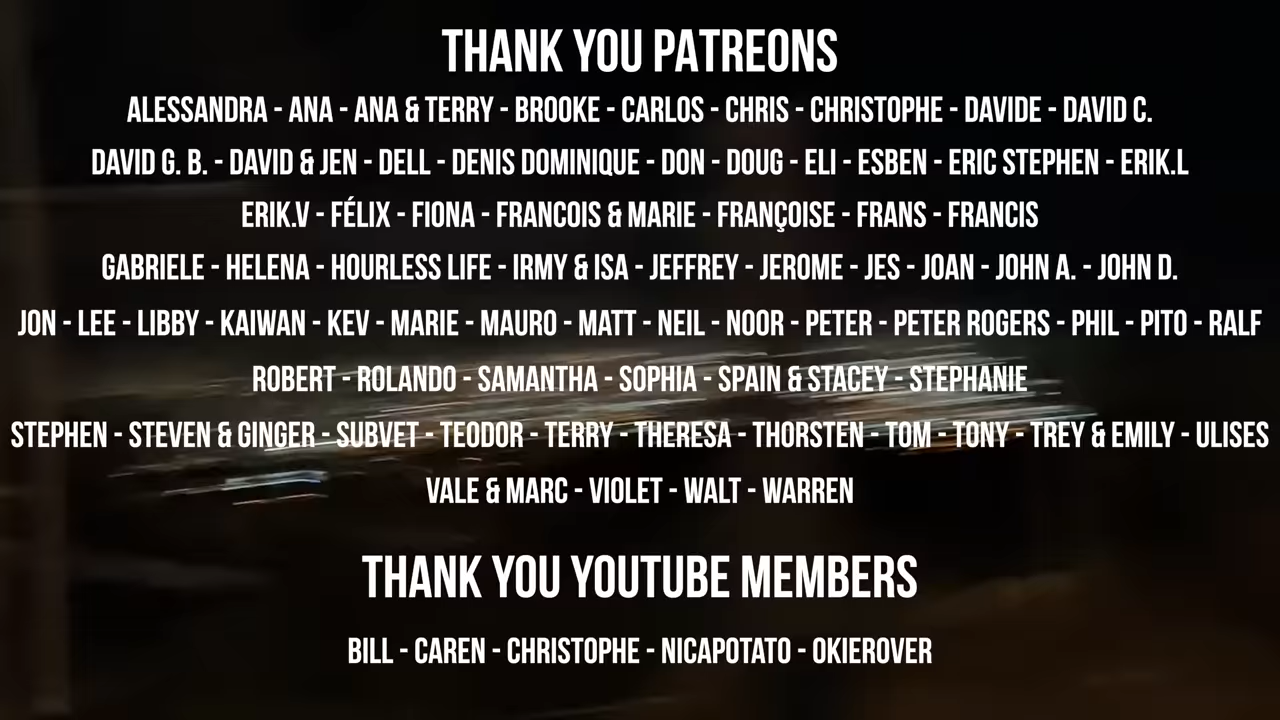 THANK YOU PATREONS
ALESSANDRA - ANA - ANA & TERRY - BROOKE - CARLOS - CHRIS - CHRISTOPHE - DAVIDE - DAVID C.
DAVID G. B. - DAVID & JEN - DELL - DENIS DOMINIQUE - DON - DOUG - ELI - ESBEN - ERIC STEPHEN - ERIK.L
ERIK.V - FÉLIX - FIONA - FRANCOIS & MARIE - FRANÇOISE - FRANS - FRANCIS
GABRIELE - HELENA - HOURLESS LIFE - IRMY & ISA - JEFFREY - JEROME - JES - JOAN - JOHN A. - JOHN D.
JON - LEE - LIBBY - KAIWAN - KEV - MARIE - MAURO - MATT - NEIL - NOOR - PETER - PETER ROGERS - PHIL - PITO - RALF
ROBERT - ROLANDO - SAMANTHA - SOPHIA - SPAIN & STACEY - STEPHANIE
STEPHEN - STEVEN & GINGER - SUBVET - TEODOR - TERRY - THERESA - THORSTEN - TOM - TONY - TREY & EMILY - ULISES
VALE & MARC - VIOLET - WALT - WARREN
THANK YOU YOUTUBE MEMBERS
BILL - CAREN - CHRISTOPHE - NICAPOTATO - OKIEROVER